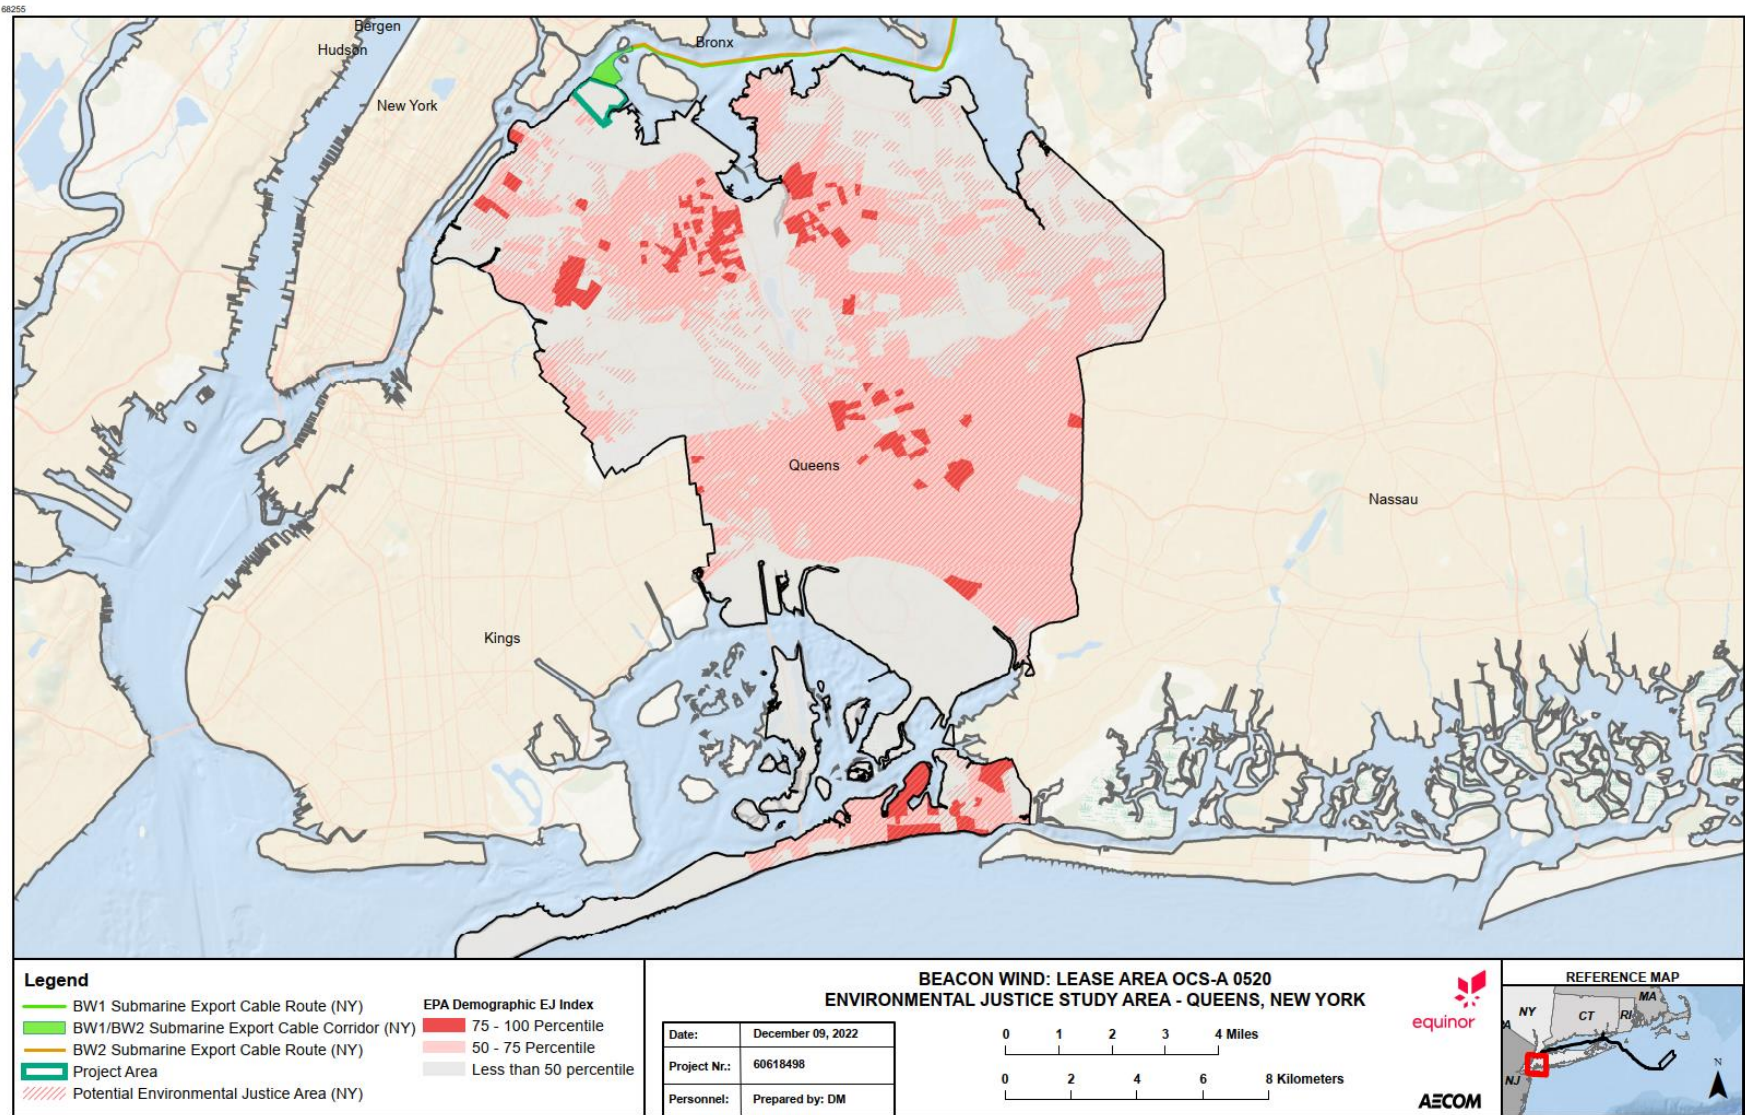 68255
Bergen
Hudson
Bronx
New York
Queens
Nassau
Kings
Legend
BW1 Submarine Export Cable Route (NY)
BW1/BW2 Submarine Export Cable Corridor (NY)
BW2 Submarine Export Cable Route (NY)
Project Area
Potential Environmental Justice Area (NY)
EPA Demographic EJ Index
75 - 100 Percentile
50 - 75 Percentile
Less than 50 percentile
BEACON WIND: LEASE AREA OCS-A 0520
ENVIRONMENTAL JUSTICE STUDY AREA - QUEENS, NEW YORK
Date: December 09, 2022
Project Nr.: 60618498
Personnel: Prepared by: DM
0 1 2 3 4 Miles
0 2 4 6 8 Kilometers
equinor
AECOM
REFERENCE MAP
MA
NY
CT
RI
NJ
N